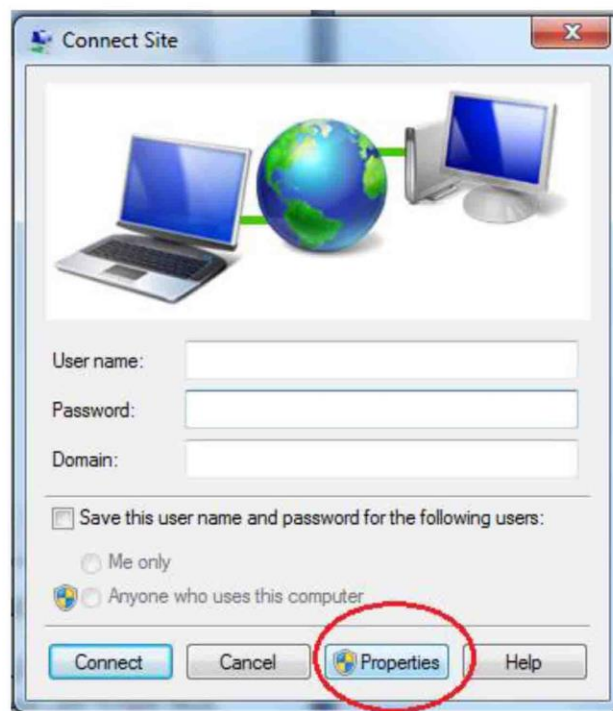 Connect Site
User name:
Password:
Domain:
Save this user name and password for the following users:
Me only
Anyone who uses this computer
Connect Cancel Properties Help